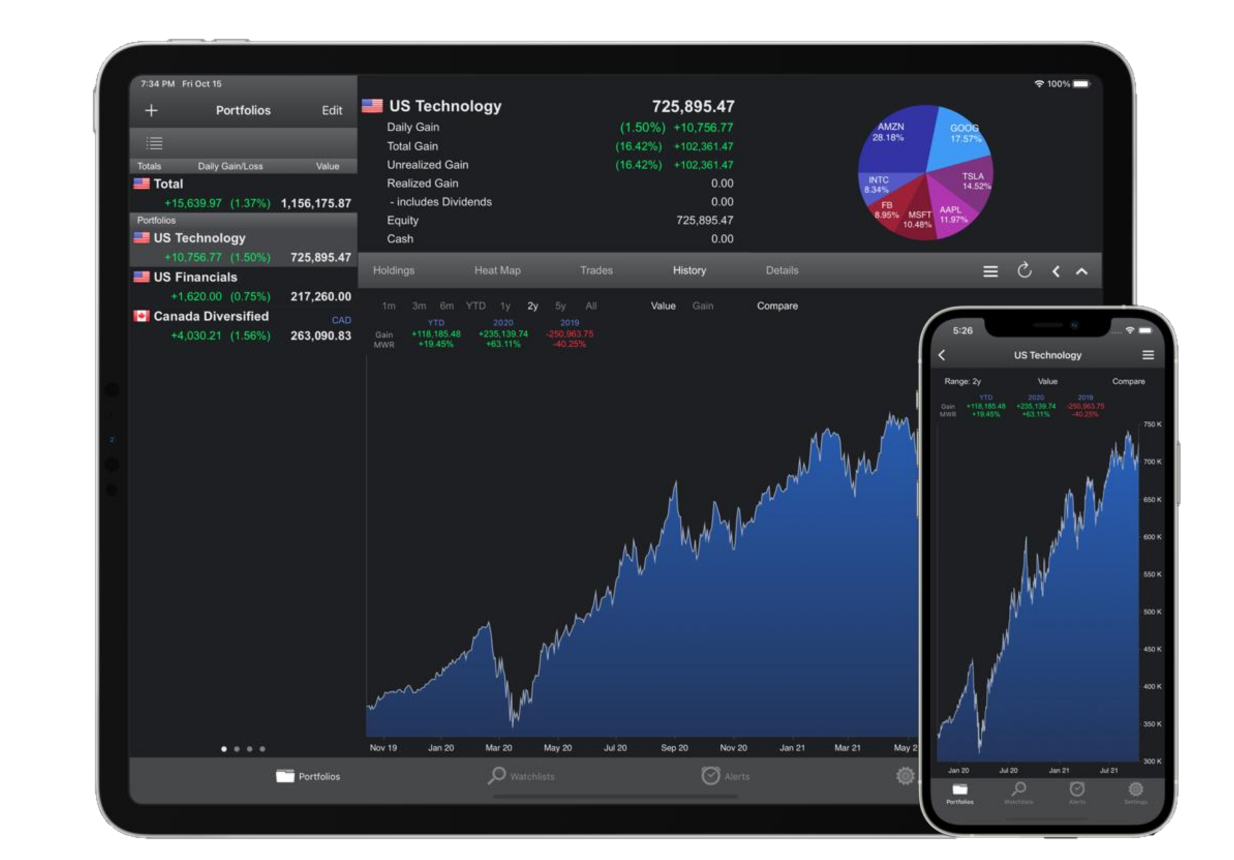 7:34 PM Fri Oct 15
100%
+ Portfolios Edit
Totals Daily Gain/Loss Value
Total
+15,639.97 (1.37%) 1,156,175.87
Portfolios
US Technology
+10,756.77 (1.50%) 725,895.47
US Financials
+1,620.00 (0.75%) 217,260.00
Canada Diversified CAD
+4,030.21 (1.56%) 263,090.83
US Technology 725,895.47
Daily Gain (1.50%) +10,756.77
Total Gain (16.42%) +102,361.47
Unrealized Gain (16.42%) +102,361.47
Realized Gain 0.00
- includes Dividends 0.00
Equity 725,895.47
Cash 0.00
AMZN
28.18%
GOOG
17.57%
TSLA
14.52%
AAPL
11.97%
MSFT
10.48%
FB
8.95%
INTC
8.34%
Holdings Heat Map Trades History Details
1m 3m 6m YTD 1y 2y 5y All Value Gain Compare
YTD 2020 2019
Gain +118,185.48 +235,139.74 -250,963.75
MWR +19.45% +63.11% -40.25%
Nov 19 Jan 20 Mar 20 May 20 Jul 20 Sep 20 Nov 20 Jan 21 Mar 21 May 2
Portfolios Watchlists Alerts
5:26
US Technology
Range: 2y Value Compare
YTD 2020 2019
Gain +118,185.48 +235,139.74 -250,963.75
MWR +19.45% +63.11% -40.25%
750 K
700 K
650 K
600 K
550 K
500 K
450 K
400 K
350 K
300 K
Jan 20 Jul 20 Jan 21 Jul 21
Portfolios Watchlists Alerts Settings